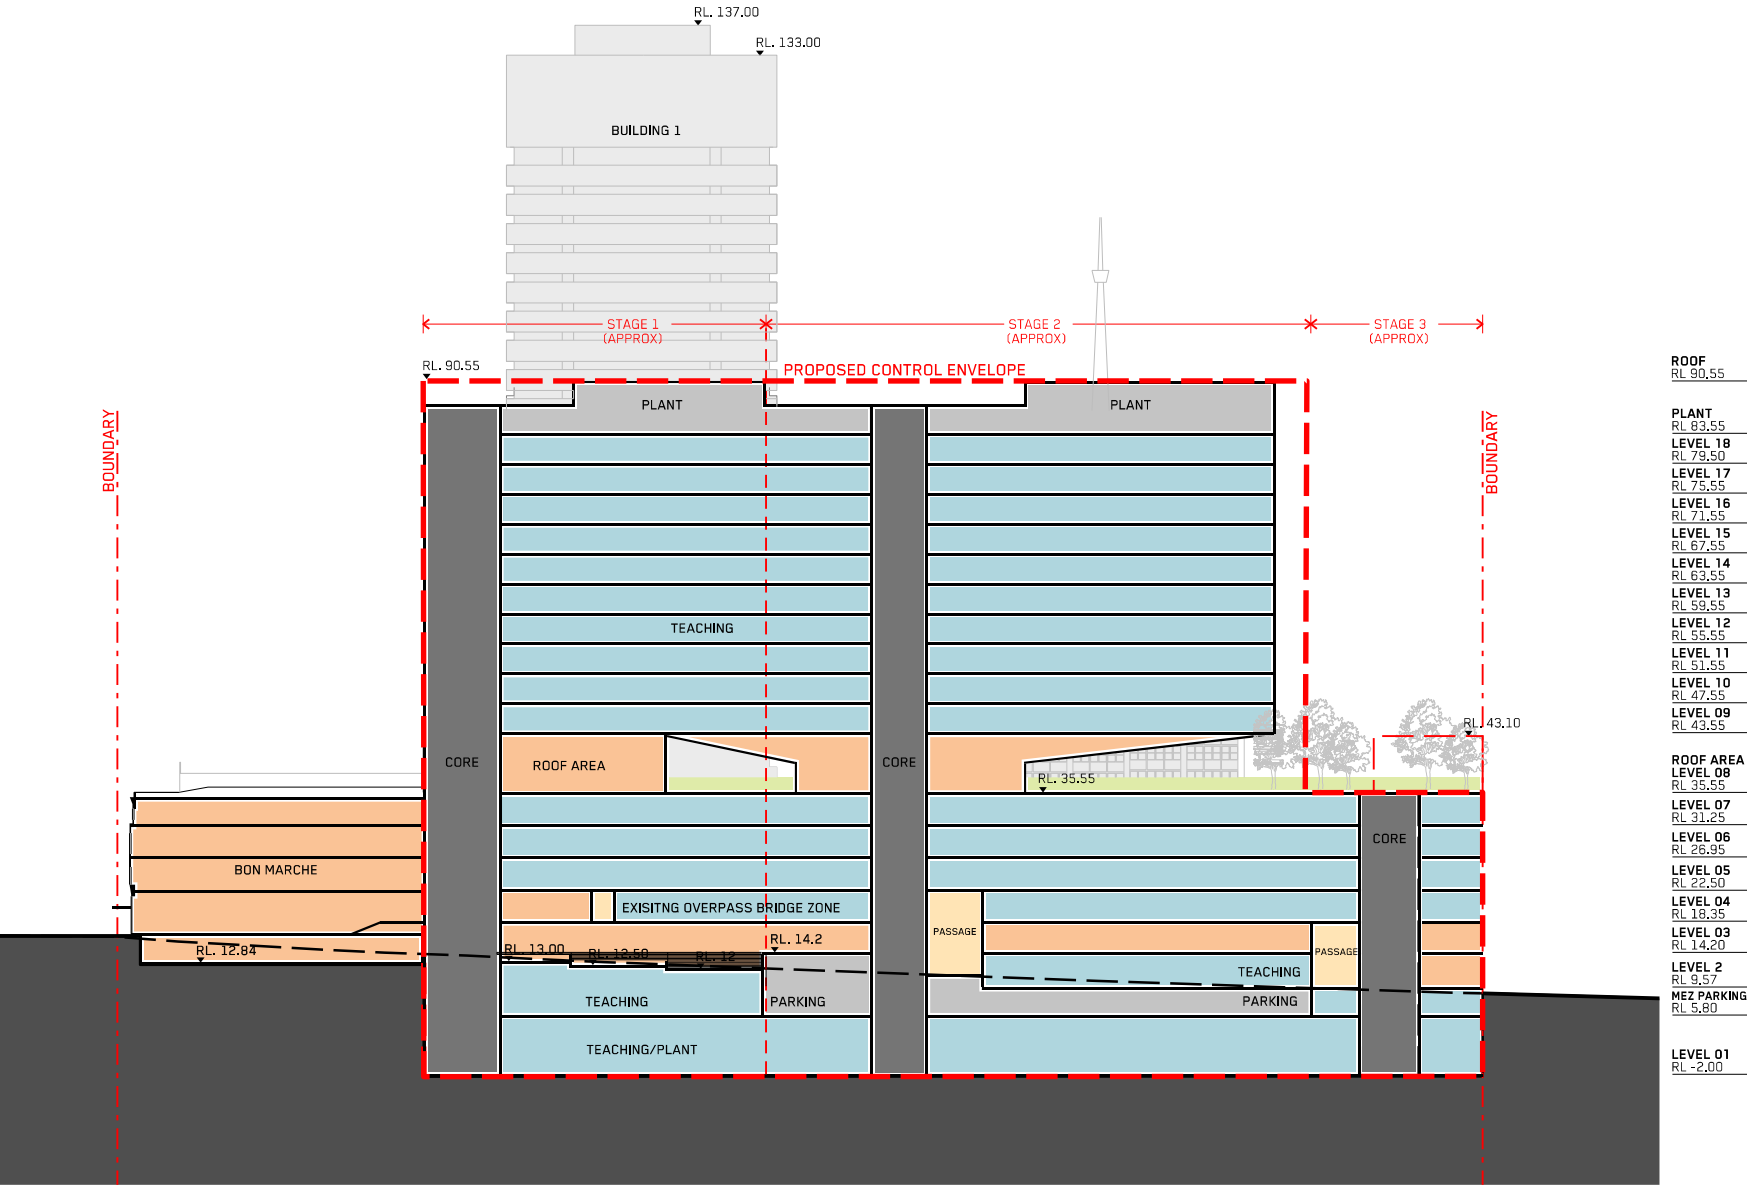 RL. 137.00
RL. 133.00
BUILDING 1
STAGE 1
(APPROX)
STAGE 2
(APPROX)
STAGE 3
(APPROX)
RL. 90.55
PROPOSED CONTROL ENVELOPE
PLANT
PLANT
BOUNDARY
BOUNDARY
TEACHING
RL. 43.10
CORE
ROOF AREA
CORE
RL. 35.55
CORE
BON MARCHE
EXISITNG OVERPASS BRIDGE ZONE
PASSAGE
RL. 14.2
RL. 12.84
RL. 13.00
RL. 12.50
RL. 12
PASSAGE
TEACHING
TEACHING
PARKING
PARKING
TEACHING/PLANT
ROOF
RL 90.55
PLANT
RL 83.55
LEVEL 18
RL 79.50
LEVEL 17
RL 75.55
LEVEL 16
RL 71.55
LEVEL 15
RL 67.55
LEVEL 14
RL 63.55
LEVEL 13
RL 59.55
LEVEL 12
RL 55.55
LEVEL 11
RL 51.55
LEVEL 10
RL 47.55
LEVEL 09
RL 43.55
ROOF AREA
LEVEL 08
RL 35.55
LEVEL 07
RL 31.25
LEVEL 06
RL 26.95
LEVEL 05
RL 22.50
LEVEL 04
RL 18.35
LEVEL 03
RL 14.20
LEVEL 2
RL 9.57
MEZ PARKING
RL 5.80
LEVEL 01
RL -2.00